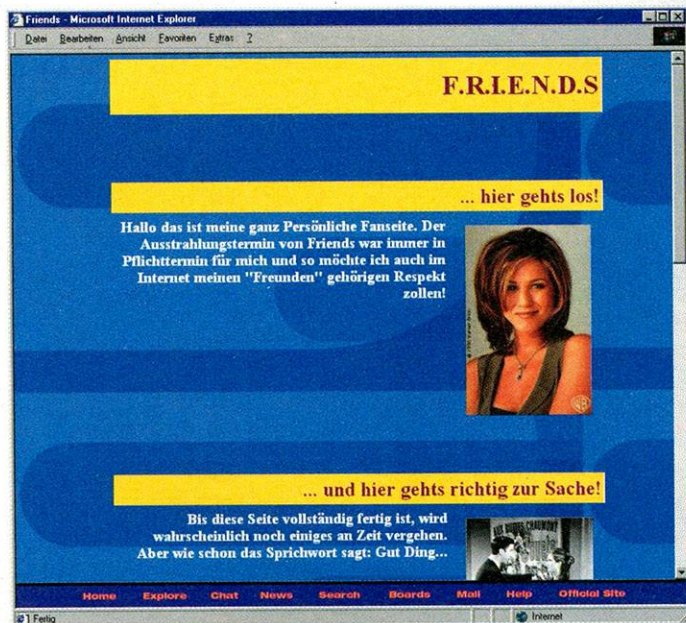 Friends - Microsoft Internet Explorer
Datei Bearbeiten Ansicht Favoriten Extras ?
F.R.I.E.N.D.S
... hier gehts los!
Hallo das ist meine ganz Persönliche Fanseite. Der
Ausstrahlungstermin von Friends war immer in
Pflichttermin für mich und so möchte ich auch im
Internet meinen "Freunden" gehörigen Respekt
zollen!
... und hier gehts richtig zur Sache!
Bis diese Seite vollständig fertig ist, wird
wahrscheinlich noch einiges an Zeit vergehen.
Aber wie schon das Sprichwort sagt: Gut Ding...
Home Explore Chat News Search Boards Mail Help Official Site
Fertig Internet